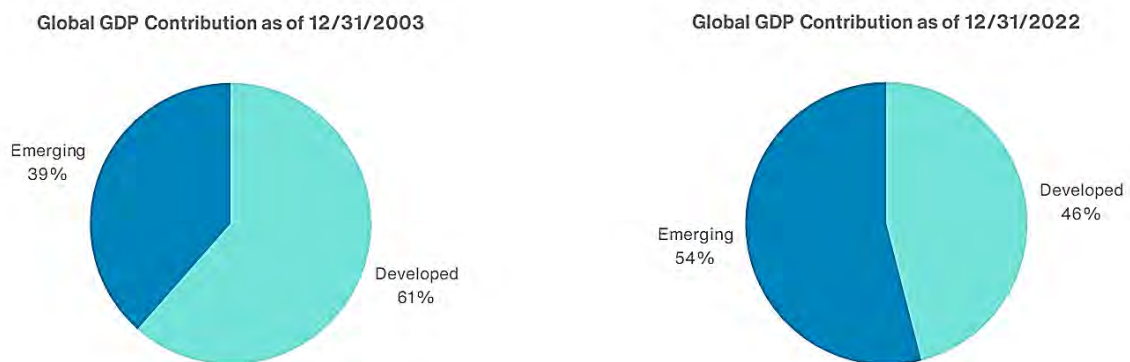 Global GDP Contribution as of 12/31/2003
Emerging
39%
Developed
61%
Global GDP Contribution as of 12/31/2022
Developed
46%
Emerging
54%